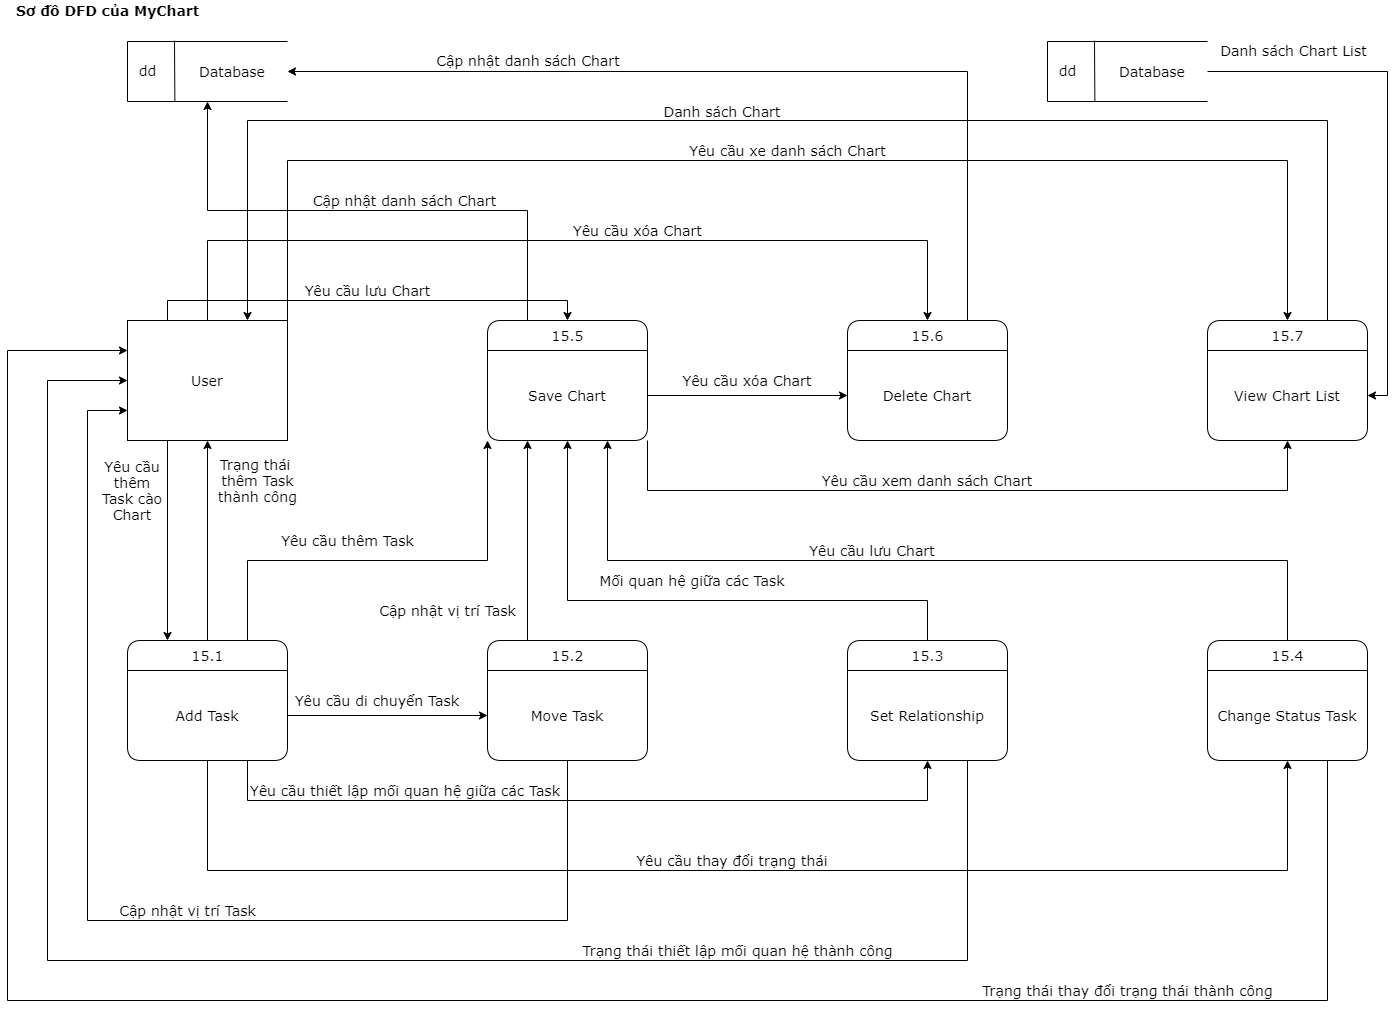 Sơ đồ DFD của MyChart
dd
Database
Cập nhật danh sách Chart
dd
Database
Danh sách Chart List
Danh sách Chart
Yêu cầu xe danh sách Chart
Cập nhật danh sách Chart
Yêu cầu xóa Chart
Yêu cầu lưu Chart
User
15.5
Save Chart
Yêu cầu xóa Chart
15.6
Delete Chart
15.7
View Chart List
Yêu cầu
thêm
Task cào
Chart
Trạng thái
thêm Task
thành công
Yêu cầu xem danh sách Chart
Yêu cầu thêm Task
Yêu cầu lưu Chart
Mối quan hệ giữa các Task
Cập nhật vị trí Task
15.1
Add Task
Yêu cầu di chuyển Task
15.2
Move Task
15.3
Set Relationship
15.4
Change Status Task
Yêu cầu thiết lập mối quan hệ giữa các Task
Yêu cầu thay đổi trạng thái
Cập nhật vị trí Task
Trạng thái thiết lập mối quan hệ thành công
Trạng thái thay đổi trạng thái thành công